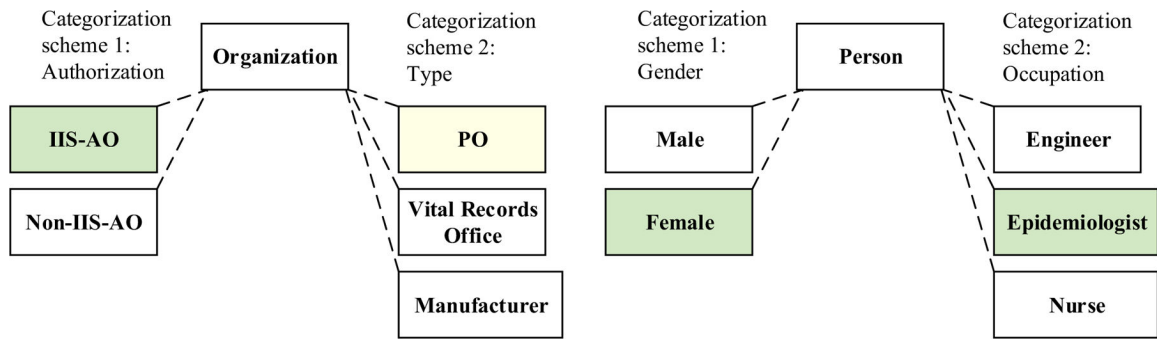 Categorization
scheme 1:
Authorization
Organization
Categorization
scheme 2:
Type
IIS-AO
Non-IIS-AO
PO
Vital Records
Office
Manufacturer
Categorization
scheme 1:
Gender
Person
Categorization
scheme 2:
Occupation
Male
Female
Engineer
Epidemiologist
Nurse